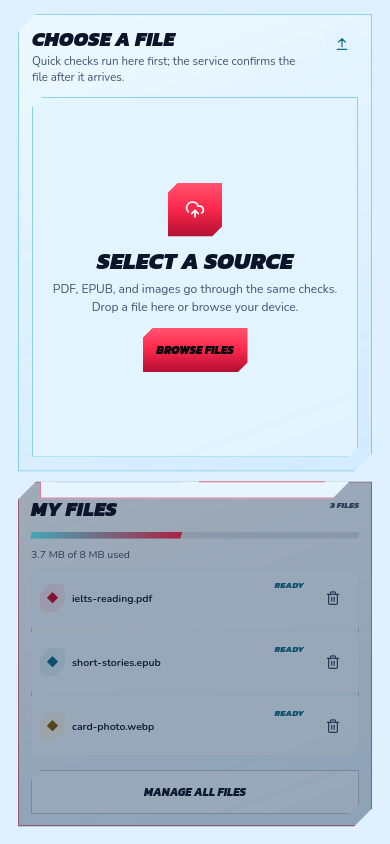 CHOOSE A FILE
Quick checks run here first; the service confirms the
file after it arrives.
SELECT A SOURCE
PDF, EPUB, and images go through the same checks.
Drop a file here or browse your device.
BROWSE FILES
MY FILES
3 FILES
3.7 MB of 8 MB used
READY
ielts-reading.pdf
READY
short-stories.epub
READY
card-photo.webp
MANAGE ALL FILES